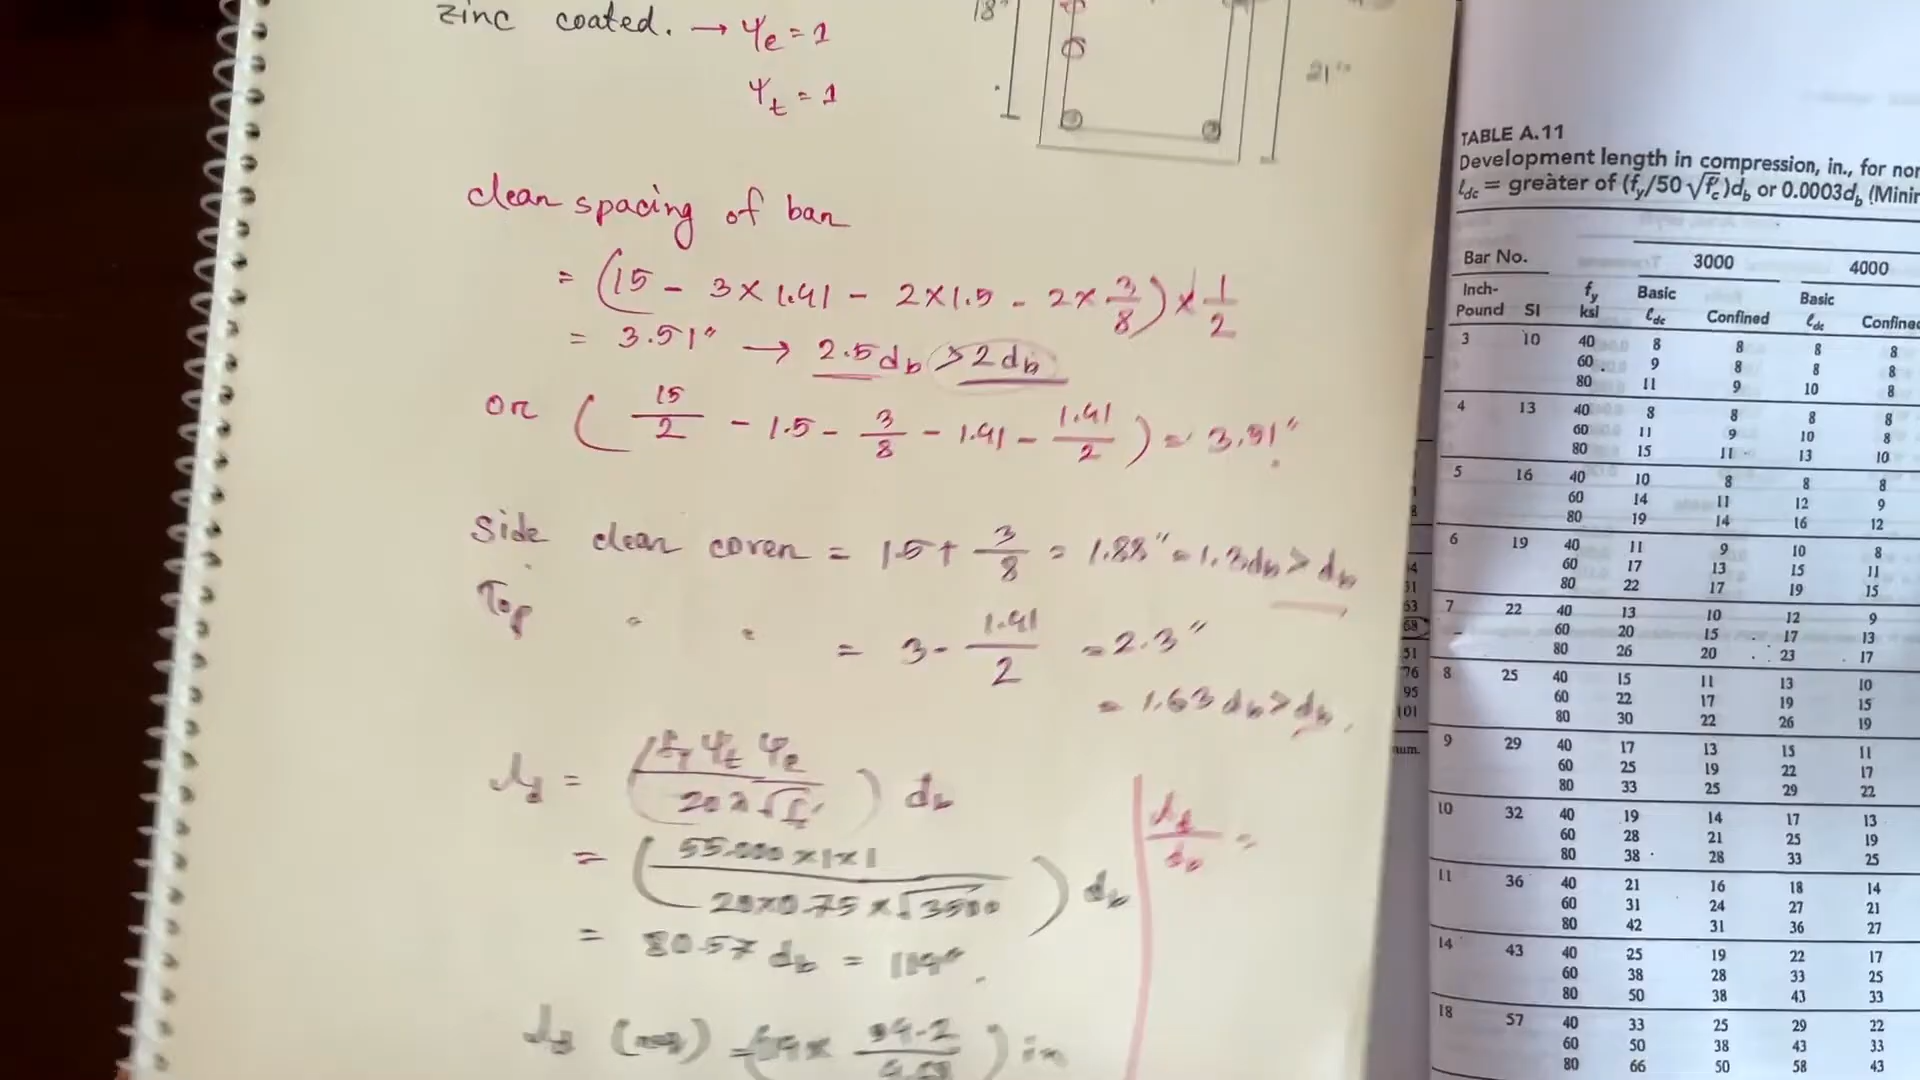 zinc coated. → Ψe = 1
Ψt = 1
18"
21"
clear spacing of bar
= (15 - 3×1.41 - 2×1.5 - 2×3/8)×1/2
= 3.51" → 2.5db > 2db
or (15/2 - 1.5 - 3/8 - 1.41 - 1.41/2) = 3.51"
Side clear cover = 1.5 + 3/8 = 1.88" = 1.3db > db
Top " " = 3 - 1.41/2 = 2.3"
= 1.63 db > db.
ld = (fy Ψt Ψe / 20 λ √fc') db
= (55000×1×1 / 20×0.75×√3500) db
ld/db =
TABLE A.11
Development length in compression, in., for nor
ℓdc = greater of (fy/50√f′c)db or 0.0003db (Minir
3000 4000
Bar No.
Inch-Pound SI fy ksi Basic ℓdc Confined Basic ℓdc Confined
3 10 40 8 8 8 8
60 9 8 8 8
80 11 9 10 8
4 13 40 8 8 8 8
60 11 9 10 8
80 15 11 13 10
5 16 40 10 8 8 8
60 14 11 12 9
80 19 14 16 12
6 19 40 11 9 10 8
60 17 13 15 11
80 22 17 19 15
7 22 40 13 10 12 9
60 20 15 17 13
80 26 20 23 17
8 25 40 15 11 13 10
60 22 17 19 15
80 30 22 26 19
9 29 40 17 13 15 11
60 25 19 22 17
80 33 25 29 22
10 32 40 19 14 17 13
60 28 21 25 19
80 38 28 33 25
11 36 40 21 16 18 14
60 31 24 27 21
80 42 31 36 27
14 43 40 25 19 22 17
60 38 28 33 25
80 50 38 43 33
18 57 40 33 25 29 22
60 50 38 43 33
80 66 50 58 43